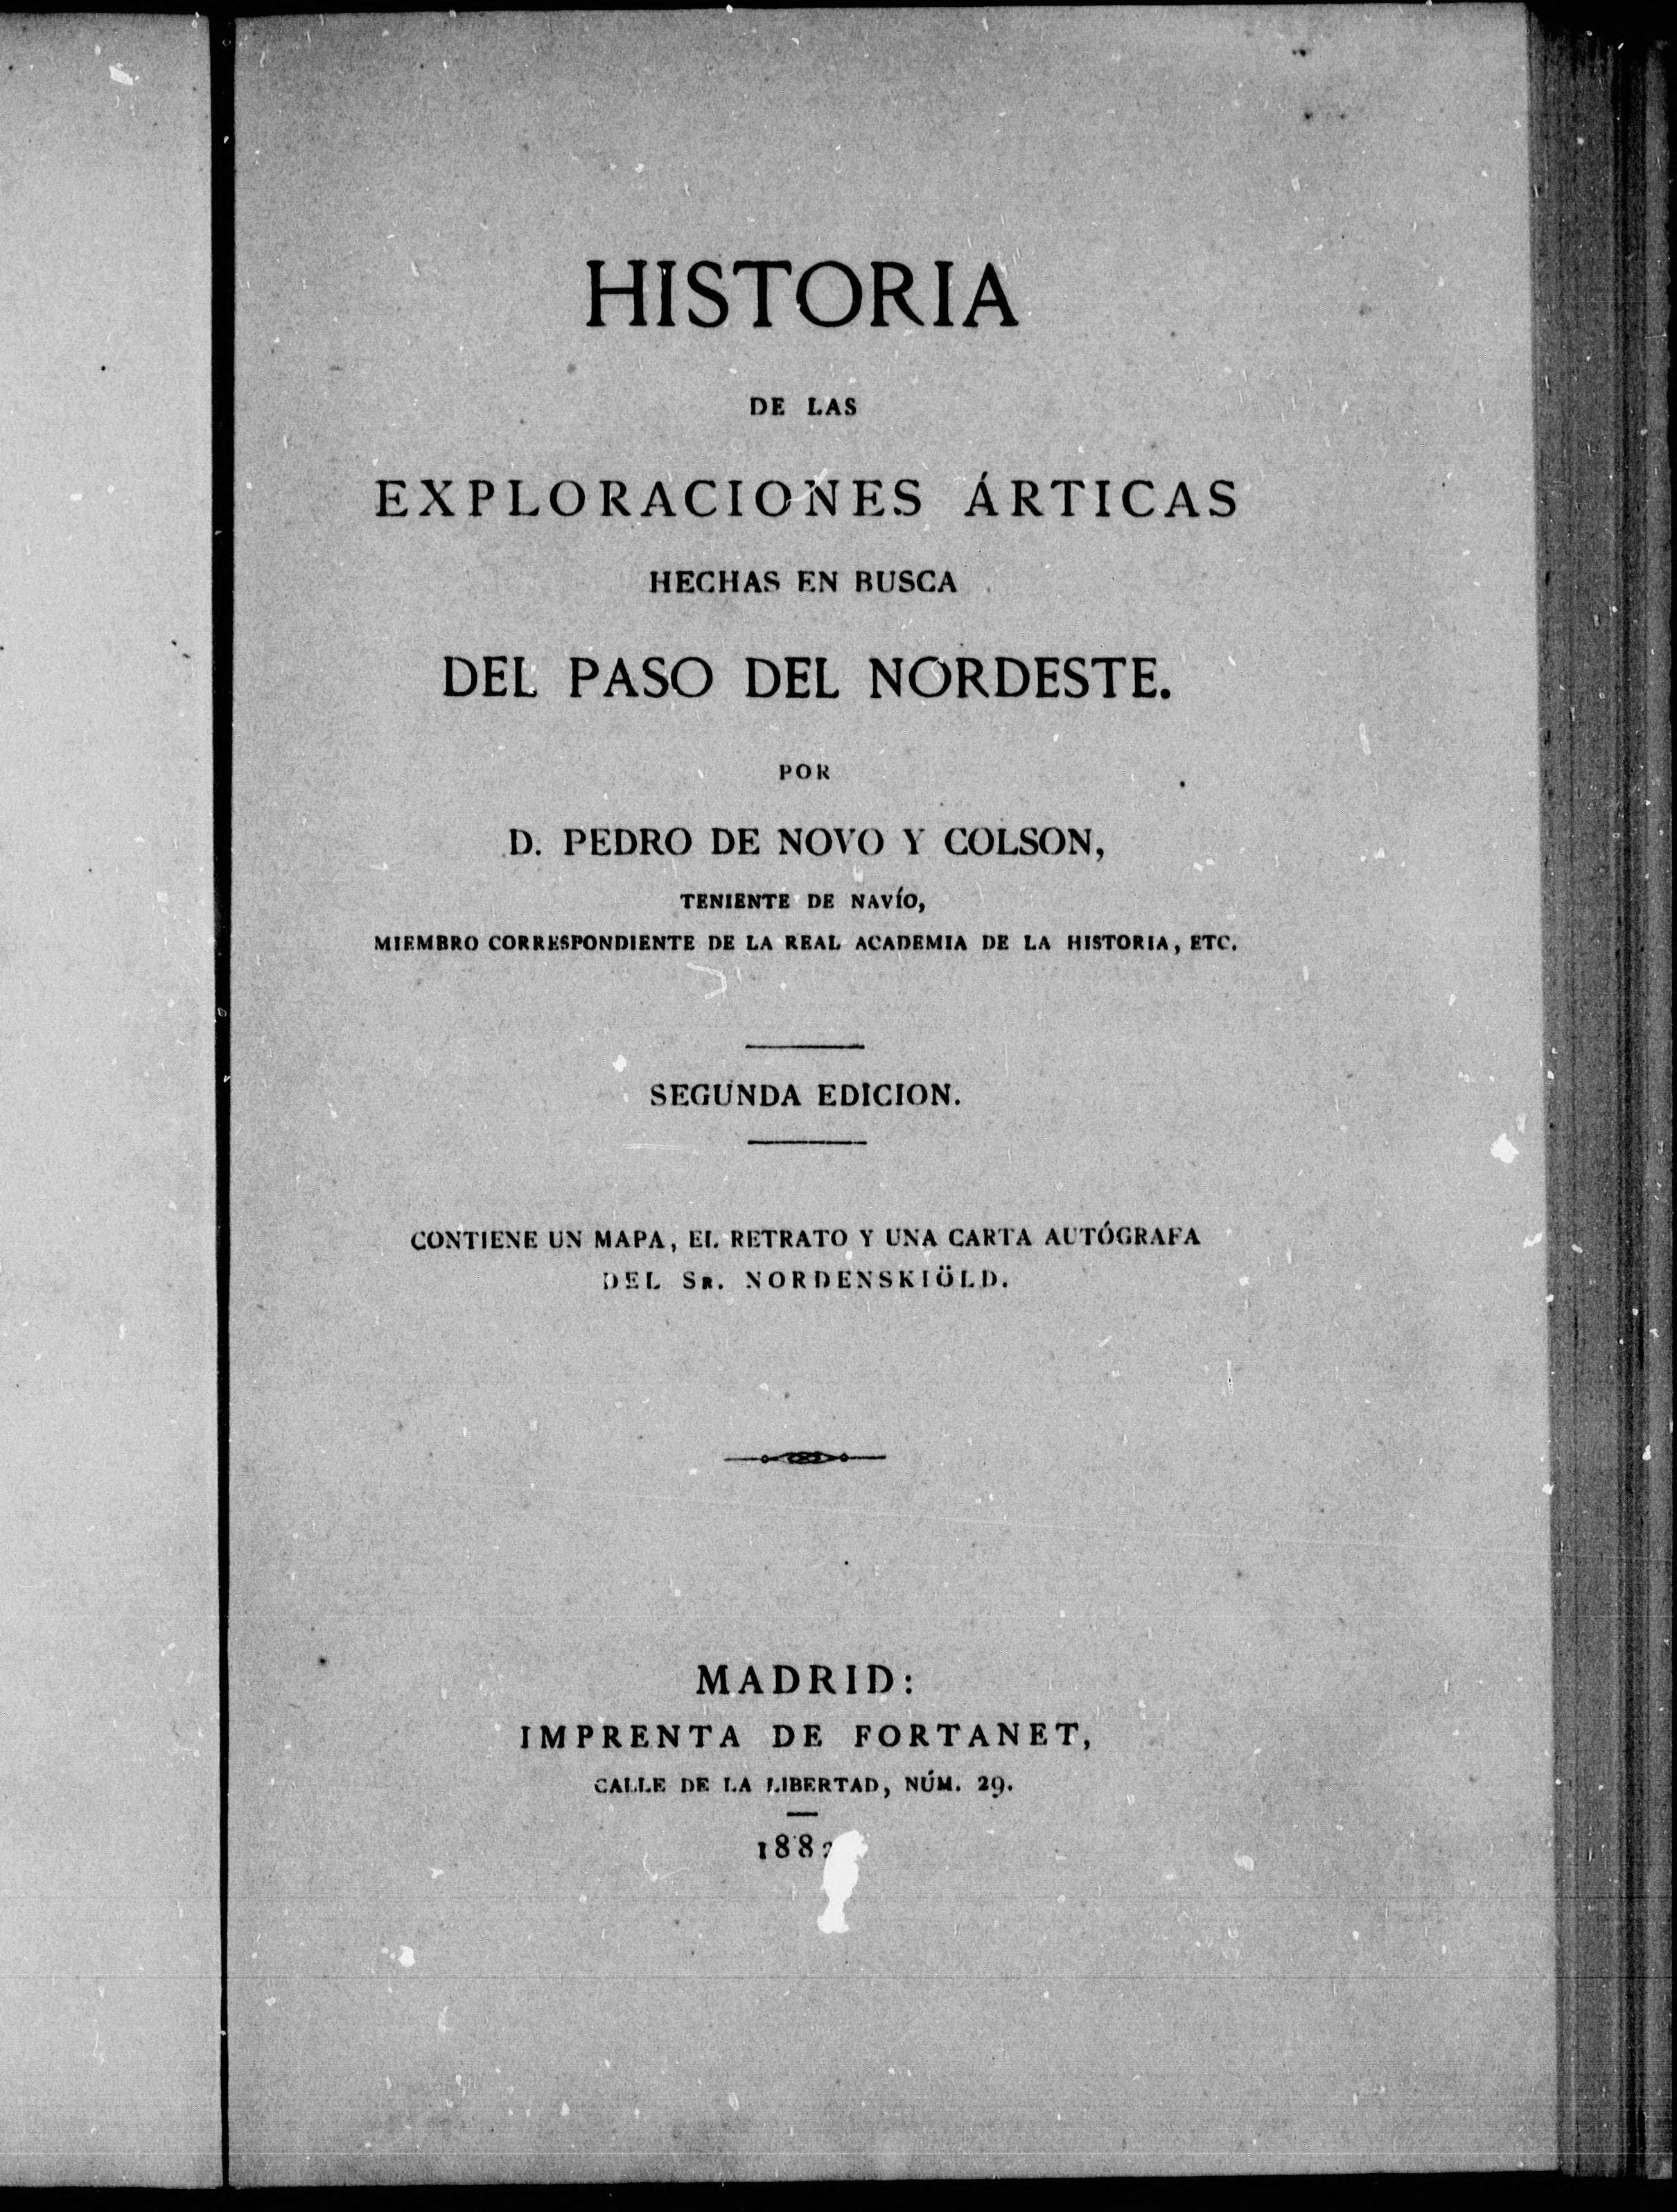 HISTORIA
DE LAS
EXPLORACIONES ÁRTICAS
HECHAS EN BUSCA
DEL PASO DEL NORDESTE.
POR
D. PEDRO DE NOVO Y COLSON,
TENIENTE DE NAVÍO,
MIEMBRO CORRESPONDIENTE DE LA REAL ACADEMIA DE LA HISTORIA, ETC.
SEGUNDA EDICION.
CONTIENE UN MAPA, EL RETRATO Y UNA CARTA AUTÓGRAFA
DEL SR. NORDENSKIÖLD.
MADRID:
IMPRENTA DE FORTANET,
CALLE DE LA LIBERTAD, NÚM. 29.